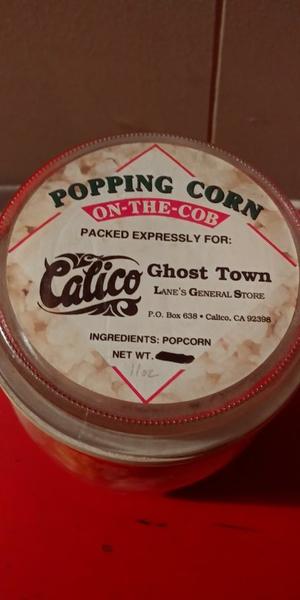 POPPING CORN
ON-THE-COB
PACKED EXPRESSLY FOR:
Calico Ghost Town
LANE'S GENERAL STORE
P.O. Box 638 • Calico, CA 92398
INGREDIENTS: POPCORN
NET WT.
11oz